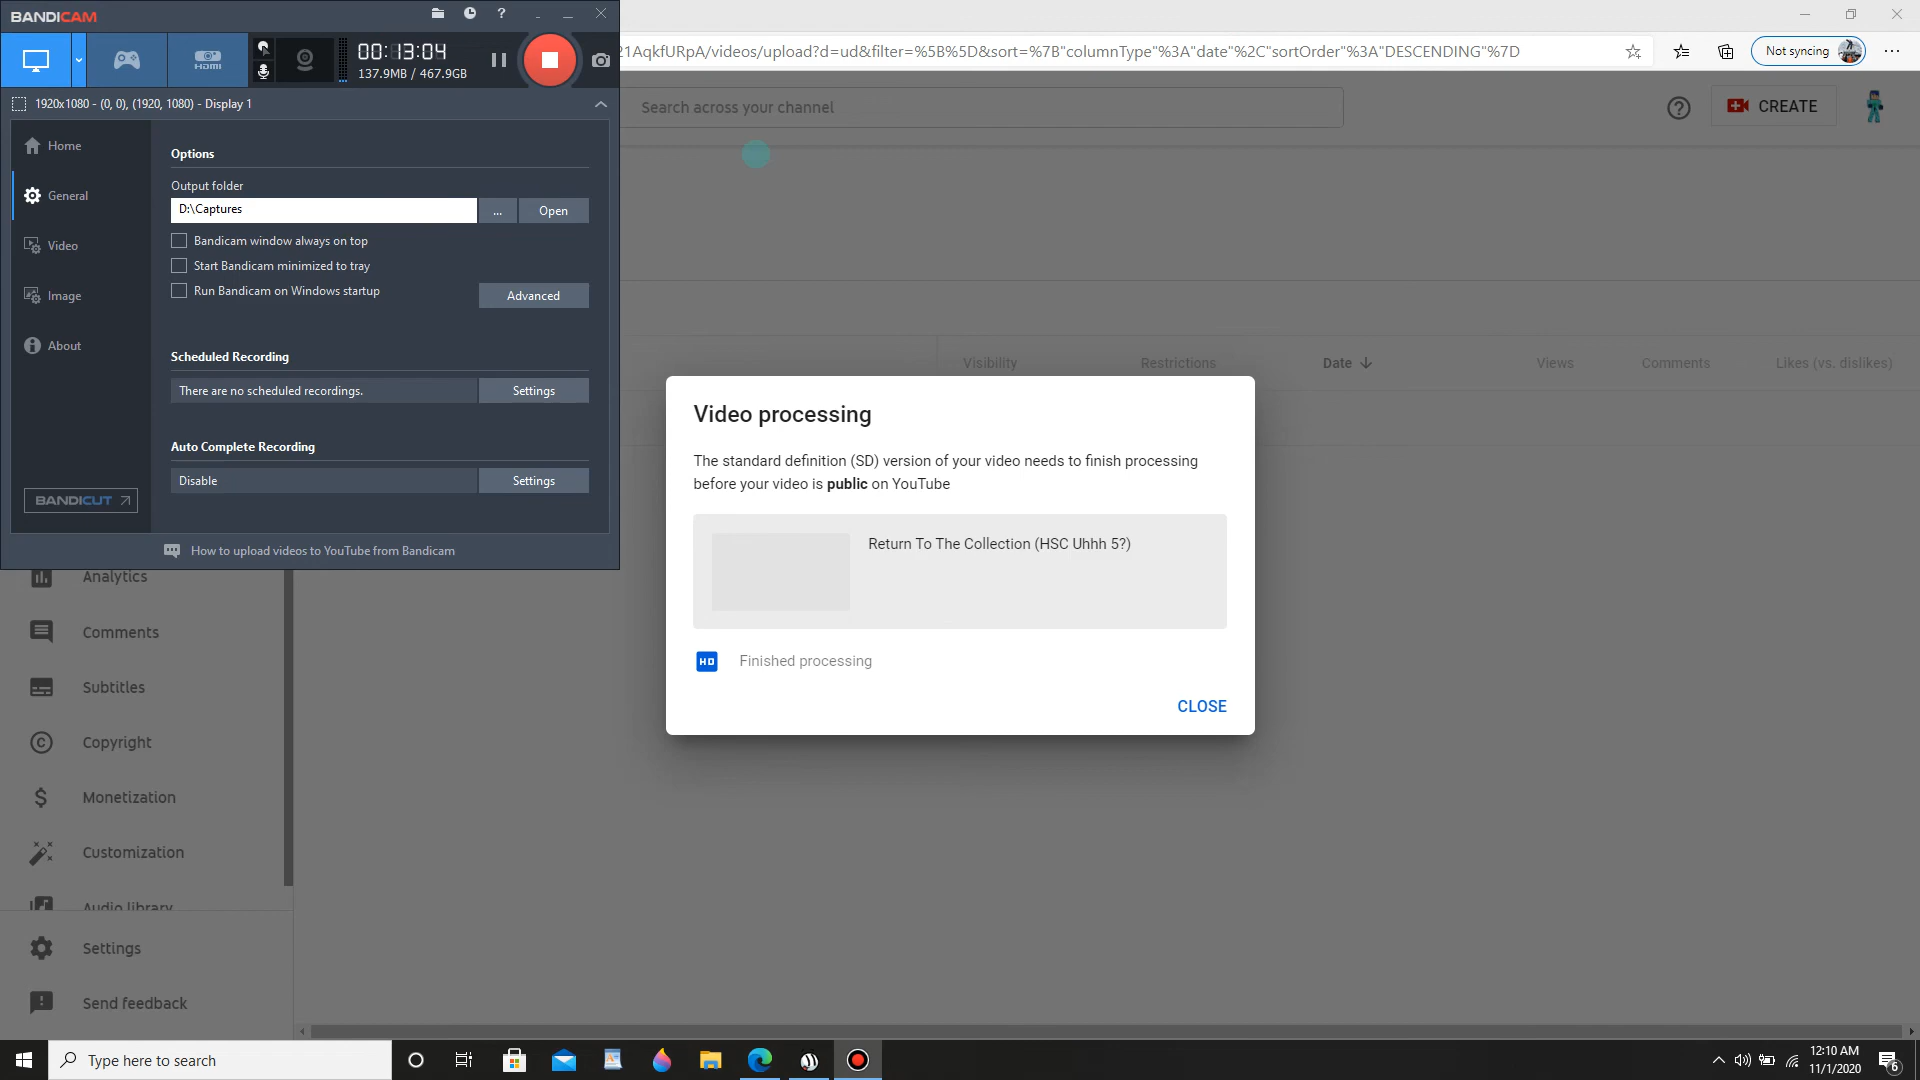 BANDICAM
?
00:13:04
137.9MB / 467.9GB
HDMI
1920x1080 - (0, 0), (1920, 1080) - Display 1
Home
General
Video
Image
About
BANDICUT
Options
Output folder
D:\Captures
...
Open
Bandicam window always on top
Start Bandicam minimized to tray
Run Bandicam on Windows startup
Advanced
Scheduled Recording
There are no scheduled recordings.
Settings
Auto Complete Recording
Disable
Settings
How to upload videos to YouTube from Bandicam
21AqkfURpA/videos/upload?d=ud&filter=%5B%5D&sort=%7B"columnType"%3A"date"%2C"sortOrder"%3A"DESCENDING"%7D
Not syncing
Search across your channel
CREATE
Visibility
Restrictions
Date
Views
Comments
Likes (vs. dislikes)
Video processing
The standard definition (SD) version of your video needs to finish processing
before your video is public on YouTube
Return To The Collection (HSC Uhhh 5?)
HD
Finished processing
CLOSE
Analytics
Comments
Subtitles
Copyright
Monetization
Customization
Audio library
Settings
Send feedback
Type here to search
12:10 AM
11/1/2020
6